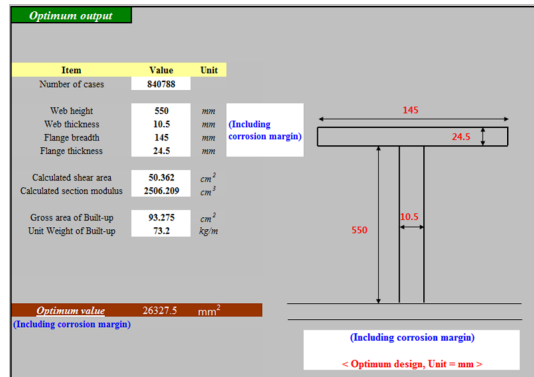 Optimum output
Item Value Unit
Number of cases 840788
Web height 550 mm
Web thickness 10.5 mm
Flange breadth 145 mm
Flange thickness 24.5 mm
(Including
corrosion margin)
Calculated shear area 50.362 cm²
Calculated section modulus 2506.209 cm³
Gross area of Built-up 93.275 cm²
Unit Weight of Built-up 73.2 kg/m
Optimum value 26327.5 mm²
(Including corrosion margin)
145
24.5
10.5
550
(Including corrosion margin)
< Optimum design, Unit = mm >